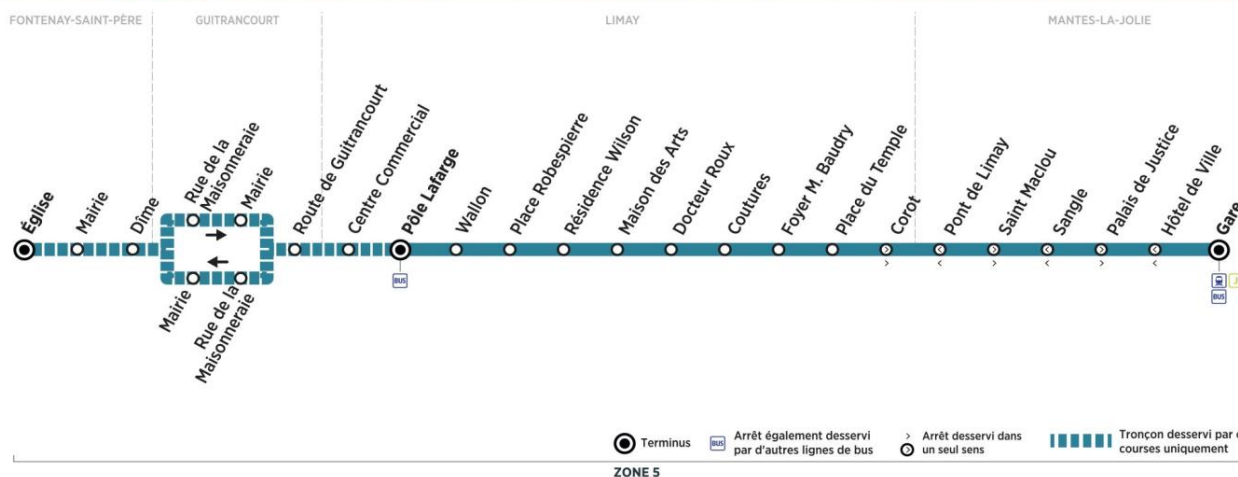 FONTENAY-SAINT-PÈRE
GUITRANCOURT
LIMAY
MANTES-LA-JOLIE
Église
Mairie
Dîme
Rue de la
Maisonneraie
Mairie
Mairie
Rue de la
Maisonneraie
Route de Guitrancourt
Centre Commercial
Pôle Lafarge
Wallon
Place Robespierre
Résidence Wilson
Maison des Arts
Docteur Roux
Coutures
Foyer M. Baudry
Place du Temple
Corot
Pont de Limay
Saint Maclou
Sangle
Palais de Justice
Hôtel de Ville
Gare
BUS
J
BUS
Terminus
BUS
Arrêt également desservi
par d'autres lignes de bus
Arrêt desservi dans
un seul sens
Tronçon desservi par
courses uniquement
ZONE 5